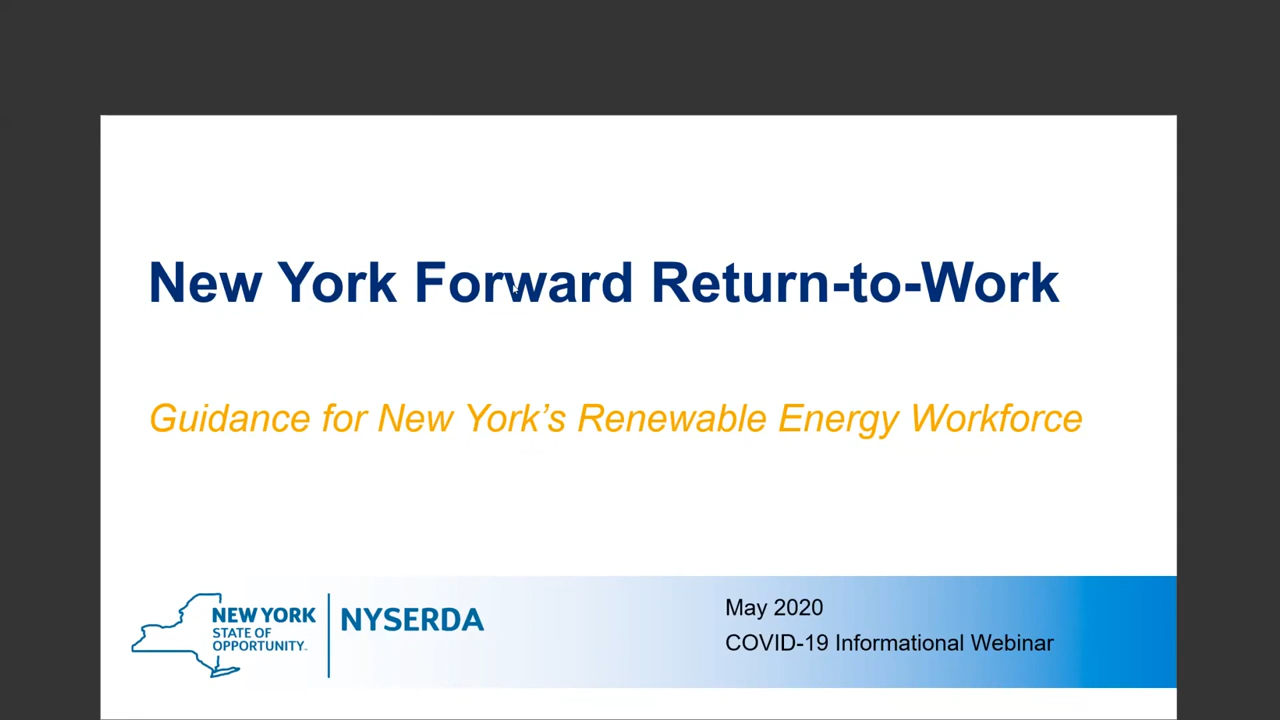 New York Forward Return-to-Work
Guidance for New York’s Renewable Energy Workforce
NEW YORK
STATE OF
OPPORTUNITY™
NYSERDA
May 2020
COVID-19 Informational Webinar